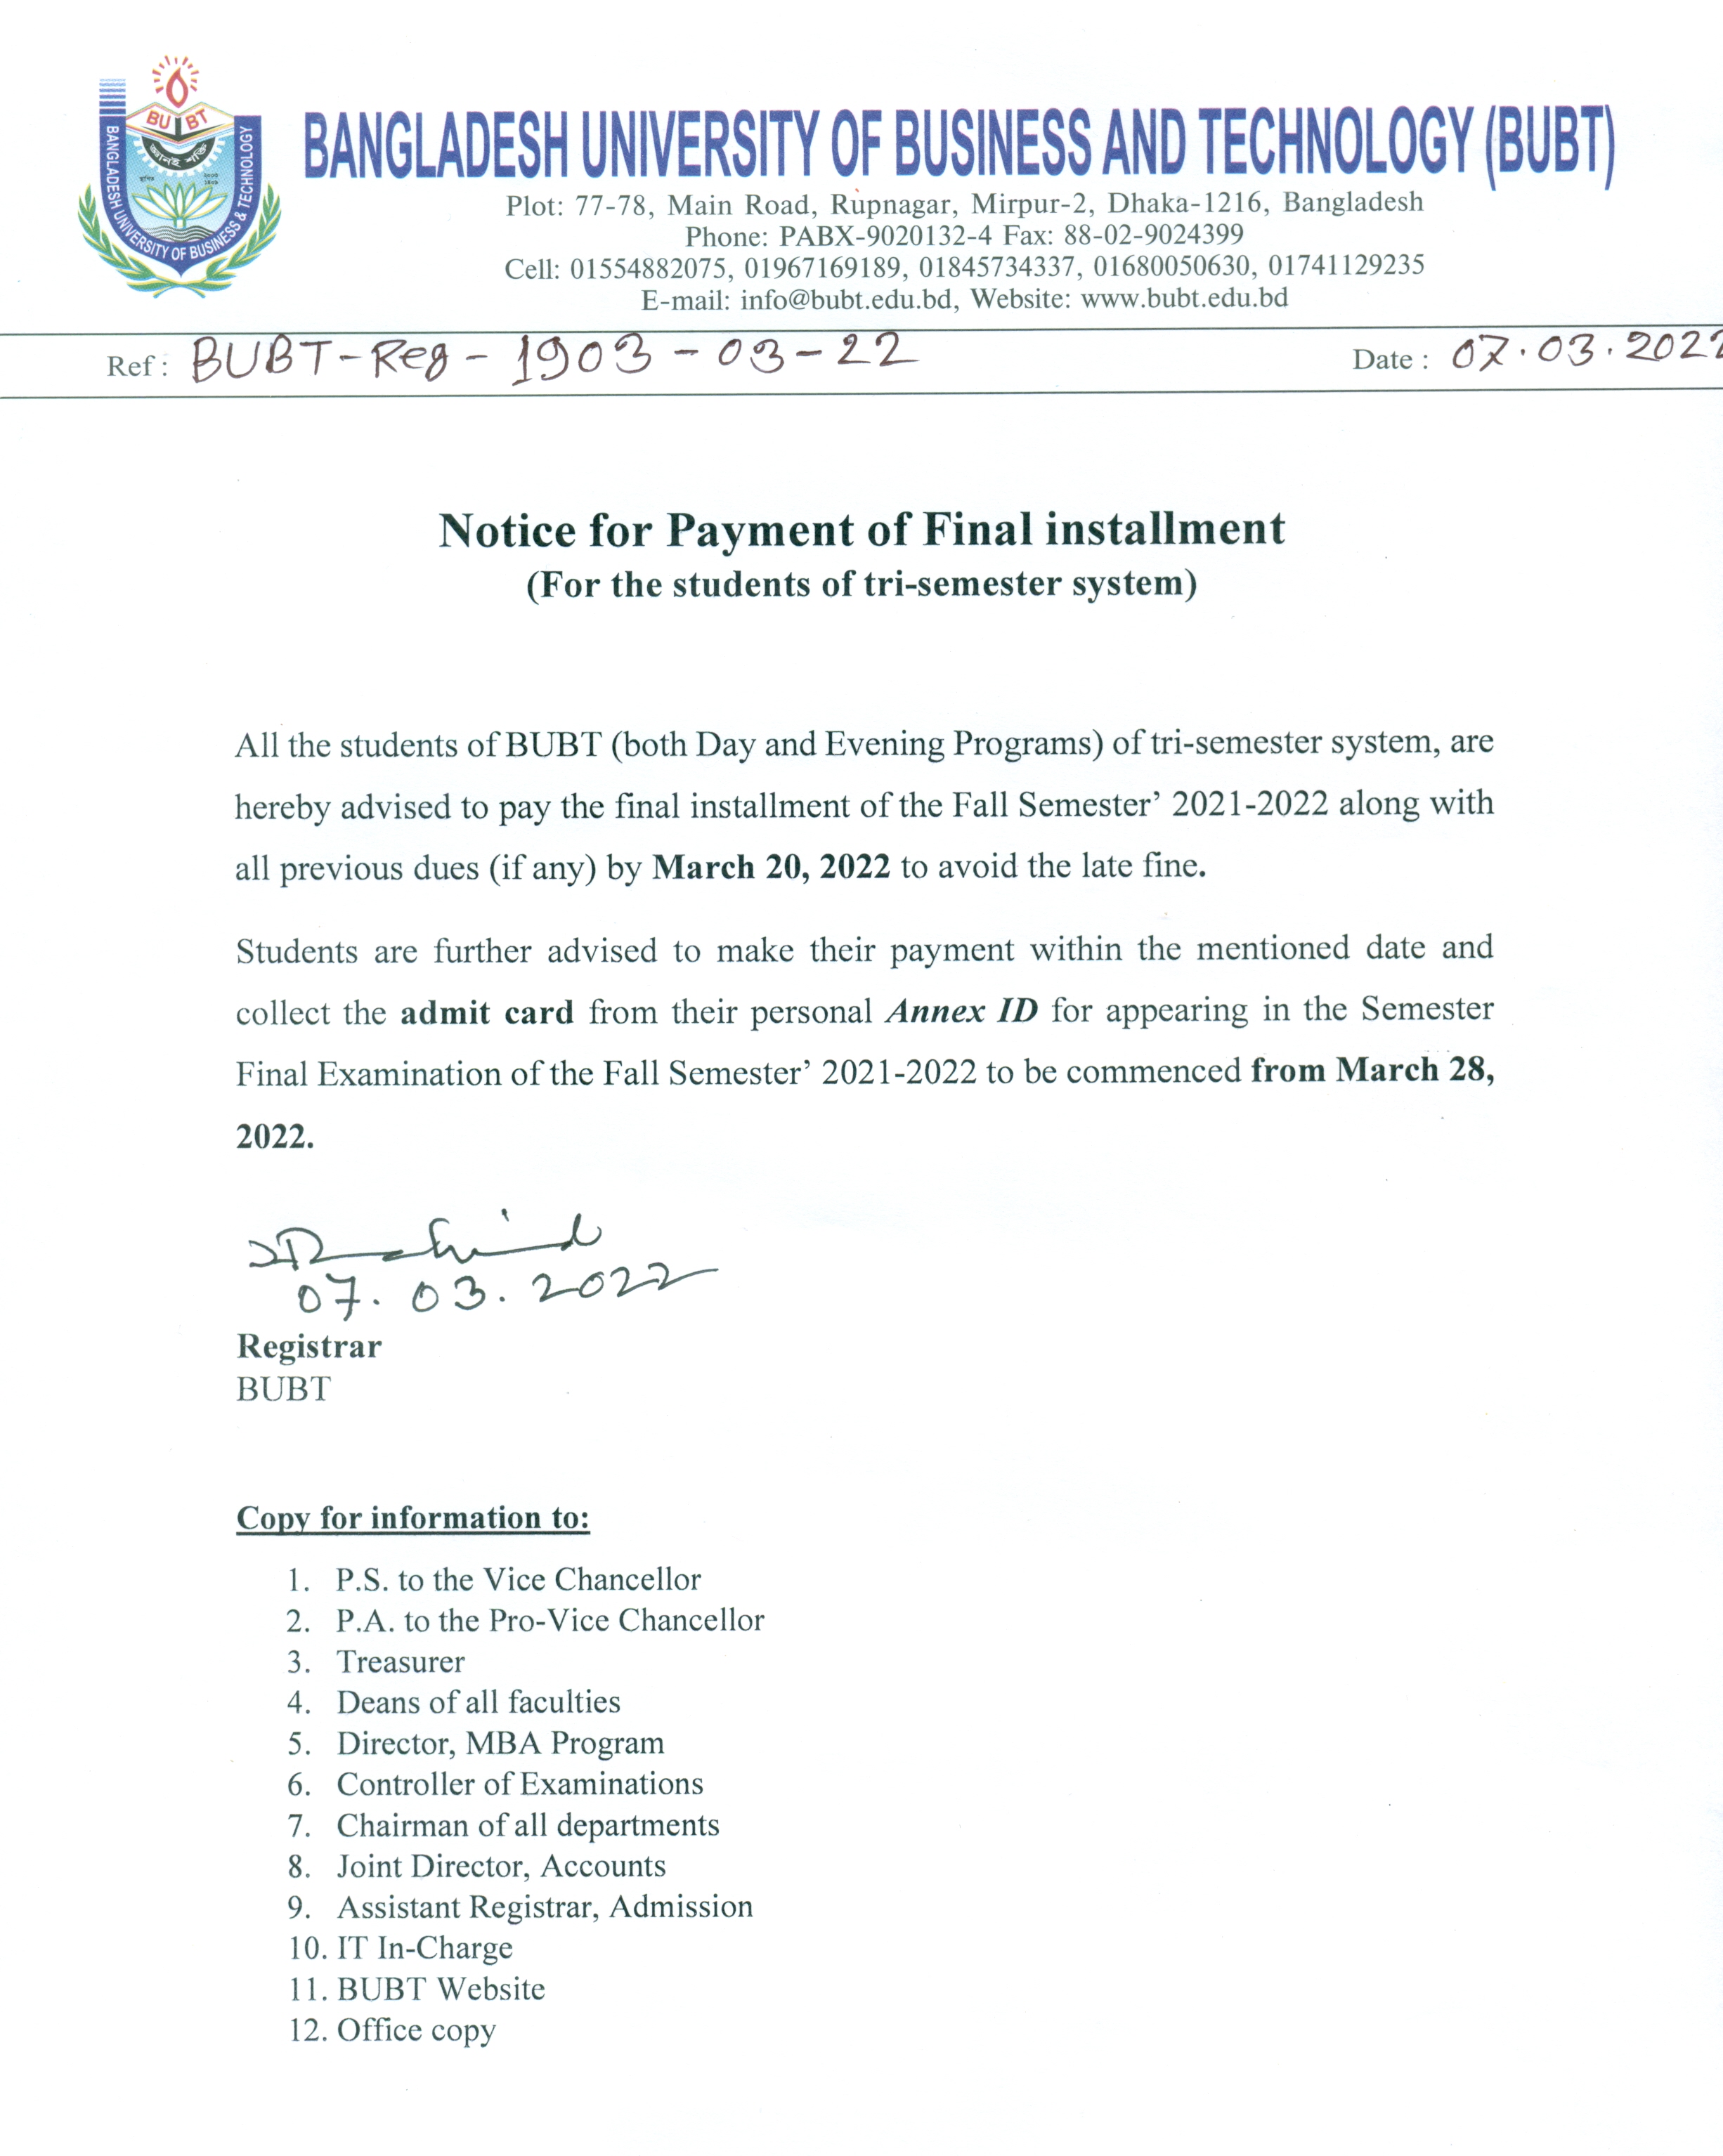 BUBT
জ্ঞানই শক্তি
BANGLADESH UNIVERSITY OF BUSINESS & TECHNOLOGY
BANGLADESH UNIVERSITY OF BUSINESS AND TECHNOLOGY (BUBT)
Plot: 77-78, Main Road, Rupnagar, Mirpur-2, Dhaka-1216, Bangladesh
Phone: PABX-9020132-4 Fax: 88-02-9024399
Cell: 01554882075, 01967169189, 01845734337, 01680050630, 01741129235
E-mail: info@bubt.edu.bd, Website: www.bubt.edu.bd
Ref : BUBT-Reg - 1903 - 03 - 22 Date : 07.03.2022
Notice for Payment of Final installment
(For the students of tri-semester system)
All the students of BUBT (both Day and Evening Programs) of tri-semester system, are
hereby advised to pay the final installment of the Fall Semester’ 2021-2022 along with
all previous dues (if any) by March 20, 2022 to avoid the late fine.
Students are further advised to make their payment within the mentioned date and
collect the admit card from their personal Annex ID for appearing in the Semester
Final Examination of the Fall Semester’ 2021-2022 to be commenced from March 28,
2022.
07.03.2022
Registrar
BUBT
Copy for information to:
1. P.S. to the Vice Chancellor
2. P.A. to the Pro-Vice Chancellor
3. Treasurer
4. Deans of all faculties
5. Director, MBA Program
6. Controller of Examinations
7. Chairman of all departments
8. Joint Director, Accounts
9. Assistant Registrar, Admission
10. IT In-Charge
11. BUBT Website
12. Office copy